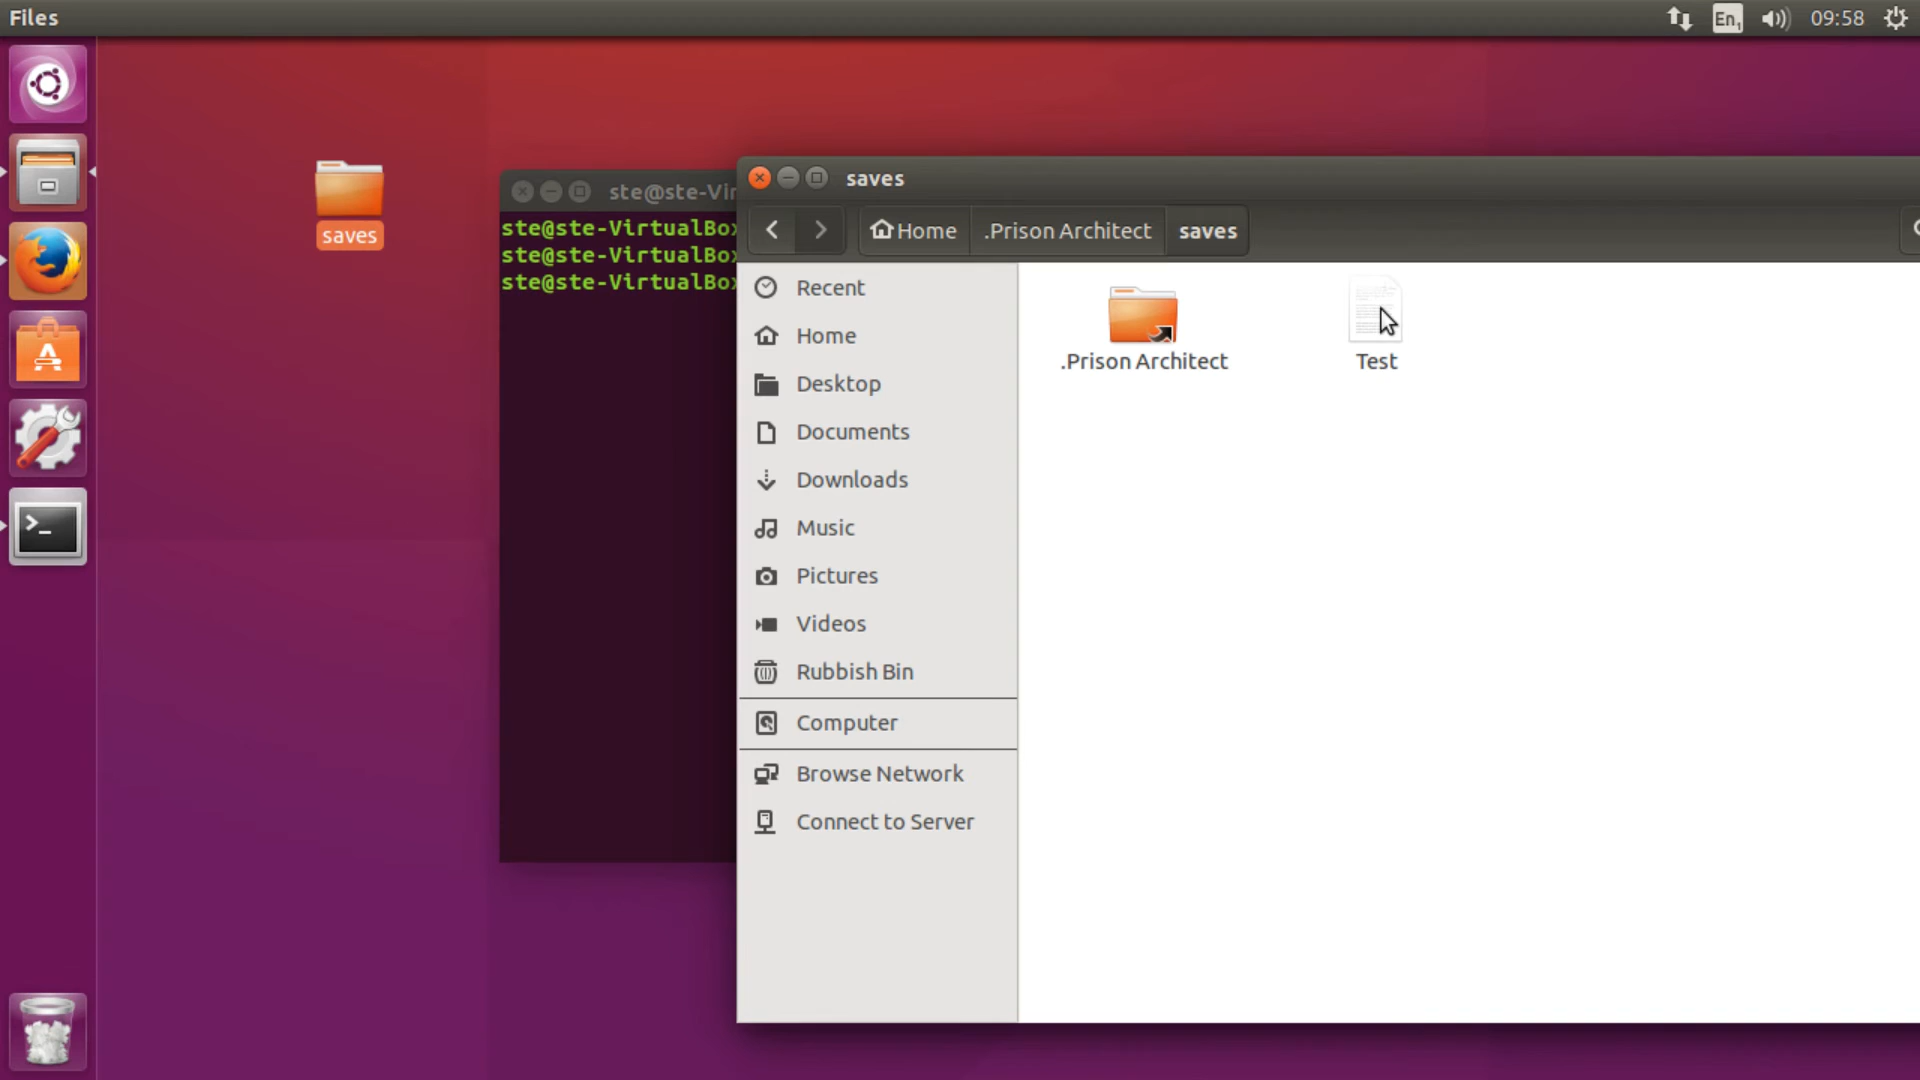 Files
En1
09:58
saves
ste@ste-Vir
ste@ste-VirtualBox
ste@ste-VirtualBox
ste@ste-VirtualBox
saves
Home
.Prison Architect
saves
Recent
Home
Desktop
Documents
Downloads
Music
Pictures
Videos
Rubbish Bin
Computer
Browse Network
Connect to Server
.Prison Architect
Test